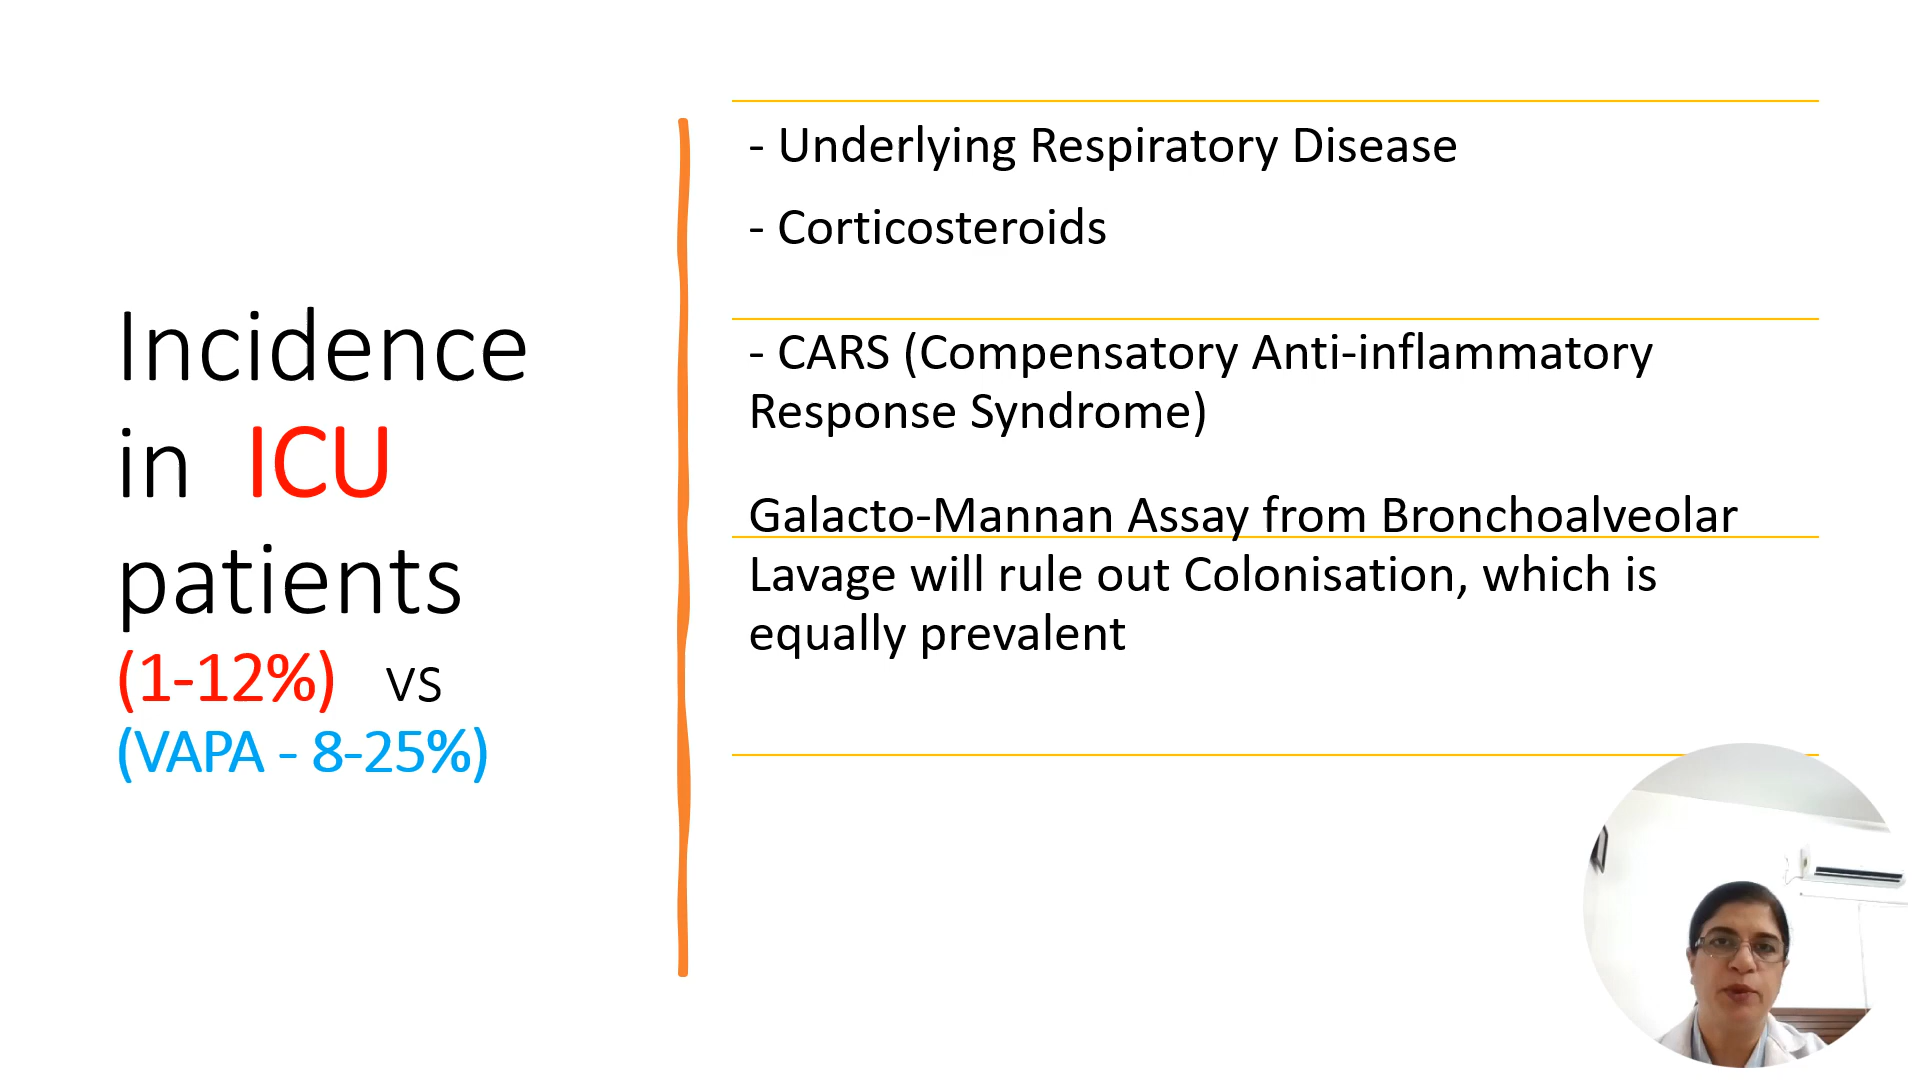 Incidence
in ICU
patients
(1-12%) vs
(VAPA - 8-25%)
- Underlying Respiratory Disease
- Corticosteroids
- CARS (Compensatory Anti-inflammatory
Response Syndrome)
Galacto-Mannan Assay from Bronchoalveolar
Lavage will rule out Colonisation, which is
equally prevalent